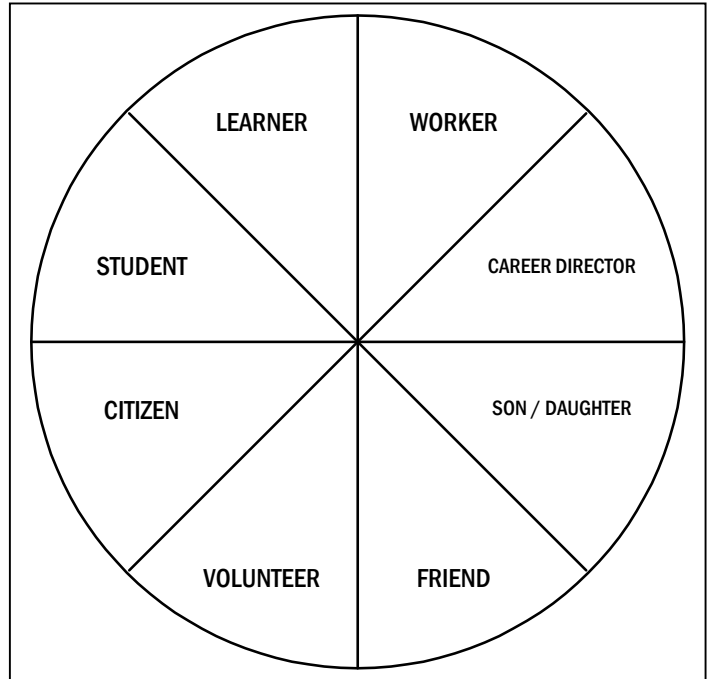 LEARNER
WORKER
STUDENT
CAREER DIRECTOR
CITIZEN
SON / DAUGHTER
VOLUNTEER
FRIEND